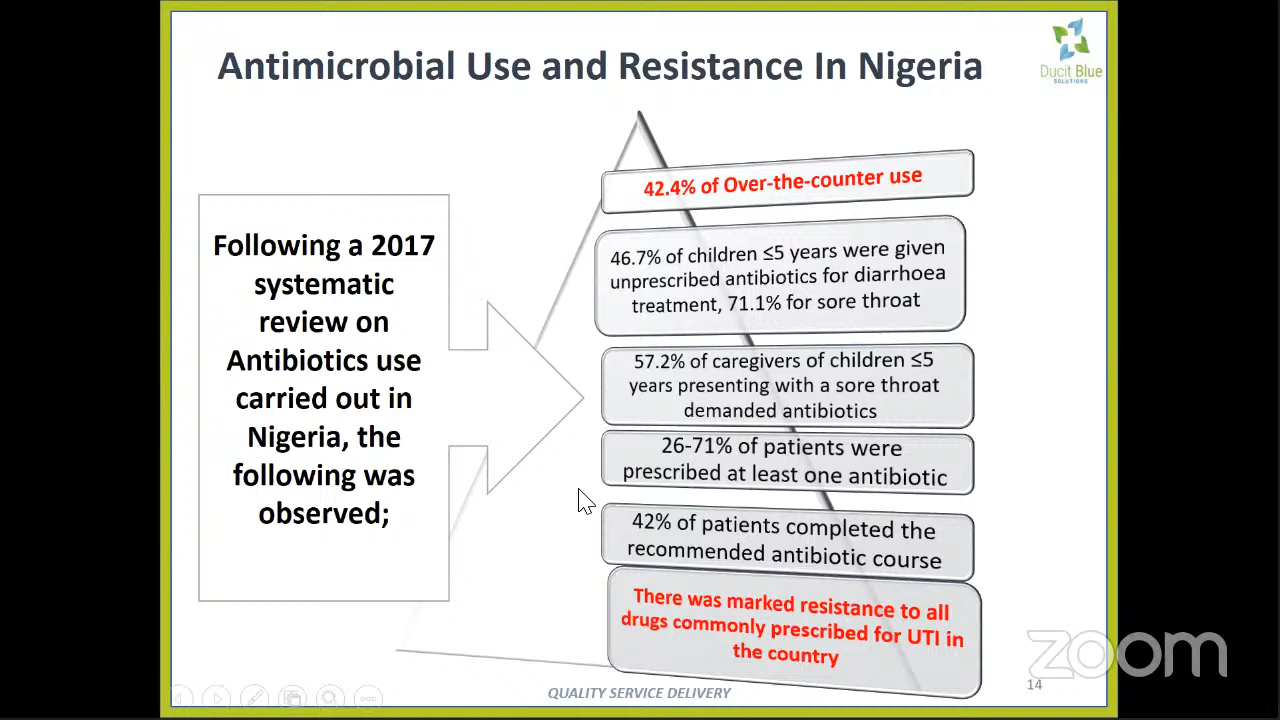 Antimicrobial Use and Resistance In Nigeria
Ducit Blue
SOLUTIONS
Following a 2017
systematic
review on
Antibiotics use
carried out in
Nigeria, the
following was
observed;
42.4% of Over-the-counter use
46.7% of children ≤5 years were given
unprescribed antibiotics for diarrhoea
treatment, 71.1% for sore throat
57.2% of caregivers of children ≤5
years presenting with a sore throat
demanded antibiotics
26-71% of patients were
prescribed at least one antibiotic
42% of patients completed the
recommended antibiotic course
There was marked resistance to all
drugs commonly prescribed for UTI in
the country
QUALITY SERVICE DELIVERY
14
zoom